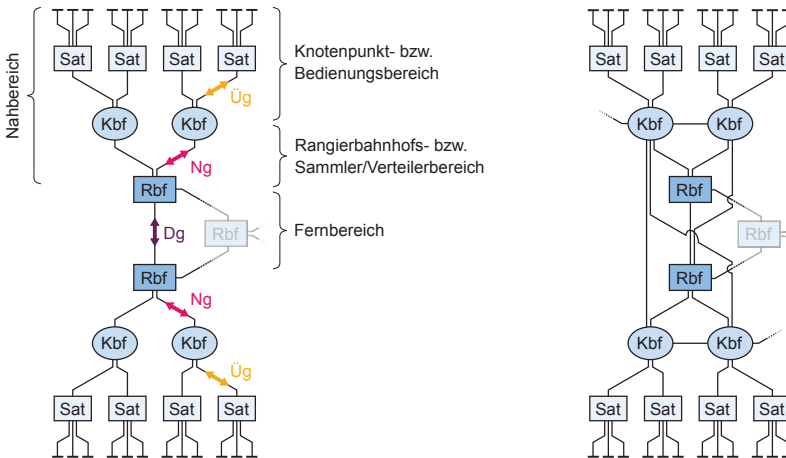 Sat Sat Sat Sat
Sat Sat Sat Sat
Knotenpunkt- bzw.
Bedienungsbereich
Üg
Nahbereich
Kbf Kbf
Kbf Kbf
Ng
Rangierbahnhofs- bzw.
Sammler/Verteilerbereich
Rbf
Rbf
Dg
Rbf
Fernbereich
Rbf
Rbf
Rbf
Ng
Kbf Kbf
Kbf Kbf
Üg
Sat Sat Sat Sat
Sat Sat Sat Sat